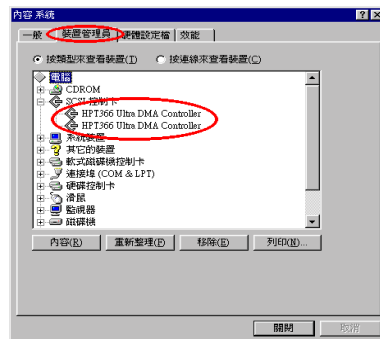 內容 系統
一般 裝置管理員 硬體設定檔 效能
按類型來查看裝置(T) 按連線來查看裝置(C)
電腦
CDROM
SCSI 控制卡
HPT366 Ultra DMA Controller
HPT366 Ultra DMA Controller
系統裝置
其它的裝置
軟式磁碟機控制卡
連接埠 (COM & LPT)
硬碟控制卡
滑鼠
監視器
磁碟機
內容(R) 重新整理(F) 移除(E) 列印(N)...
關閉 取消